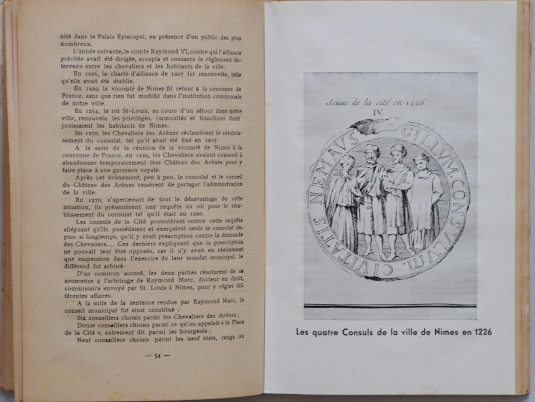 nité dans le Palais Episcopal, en présence d'un public des plus
nombreux.
L'année suivante, le comte Raymond VI, contre qui l'alliance
précitée avait été dirigée, accepta et consacra le règlement in-
tervenu entre les chevaliers et les habitants de la ville.
En 1226, la charte d'alliance de 1207 fut renouvelée, telle
qu'elle avait été établie.
En 1229, la vicomté de Nîmes fit retour à la couronne de
France, sans que rien fut modifié dans l'institution communale
de notre ville.
En 1254, le roi St-Louis, au cours d'un séjour dans notre
ville, renouvela les privilèges, immunités et franchises dont
jouissaient les habitants de Nîmes.
En 1270, les Chevaliers des Arènes réclamèrent le rétablis-
sement du consulat, tel qu'il avait été fixé en 1207.
A la suite de la réunion de la vicomté de Nîmes à la
couronne de France, en 1229, les Chevaliers avaient consenti à
abandonner temporairement leur Château des Arènes pour y
faire place à une garnison royale.
Après cet évènement, peu à peu, le consulat et le conseil
du Château des Arènes cessèrent de partager l'administration
de la ville.
En 1270, s'apercevant de tout le désavantage de cette
situation, ils présentèrent une requête au roi pour le réta-
blissement du consulat tel qu'il était en 1226.
Les consuls de la Cité protestèrent contre cette requête
alléguant qu'ils possédaient et exerçaient seuls le consulat de-
puis si longtemps, qu'il y avait prescription contre la demande
des Chevaliers.... Ces derniers expliquent que la prescription
ne pouvait leur être opposée, car il n'y avait eu réellement
que suspension dans l'exercice de leur mandat municipal. le
différend fut arbitré.
D'un commun accord, les deux parties résolurent de se
soumettre à l'arbitrage de Raymond Marc, docteur en droit,
commissaire envoyé par St. Louis à Nîmes, pour y régler dif-
férentes affaires.
A la suite de la sentence rendue par Raymond Marc, le
conseil municipal fut ainsi constitué :
Six conseillers choisis parmi les Chevaliers des Arènes ;
Douze conseillers choisis parmi ce qu'on appelait « la Place
de la Cité », autrement dit parmi les bourgeois ;
Neuf conseillers choisis parmi les neuf états, rangs ou
— 54 —
Sceau de la cité en 1226
IV
SIGILLUM CONSULUM CIVITATIS NEMAUS
Les quatre Consuls de la ville de Nimes en 1226